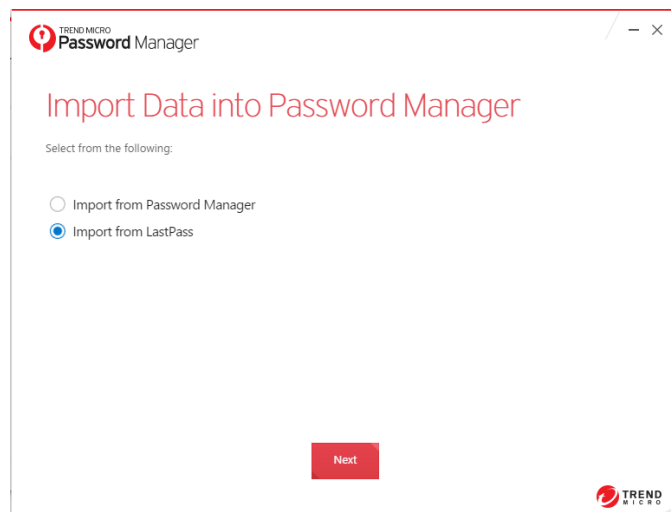 TREND MICRO
Password Manager
Import Data into Password Manager
Select from the following:
Import from Password Manager
Import from LastPass
Next
TREND
MICRO